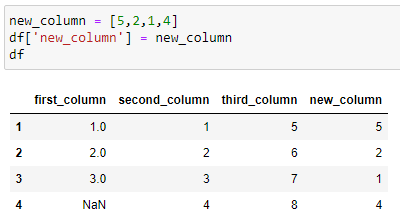 new_column = [5,2,1,4]
df['new_column'] = new_column
df
first_column second_column third_column new_column
1 1.0 1 5 5
2 2.0 2 6 2
3 3.0 3 7 1
4 NaN 4 8 4